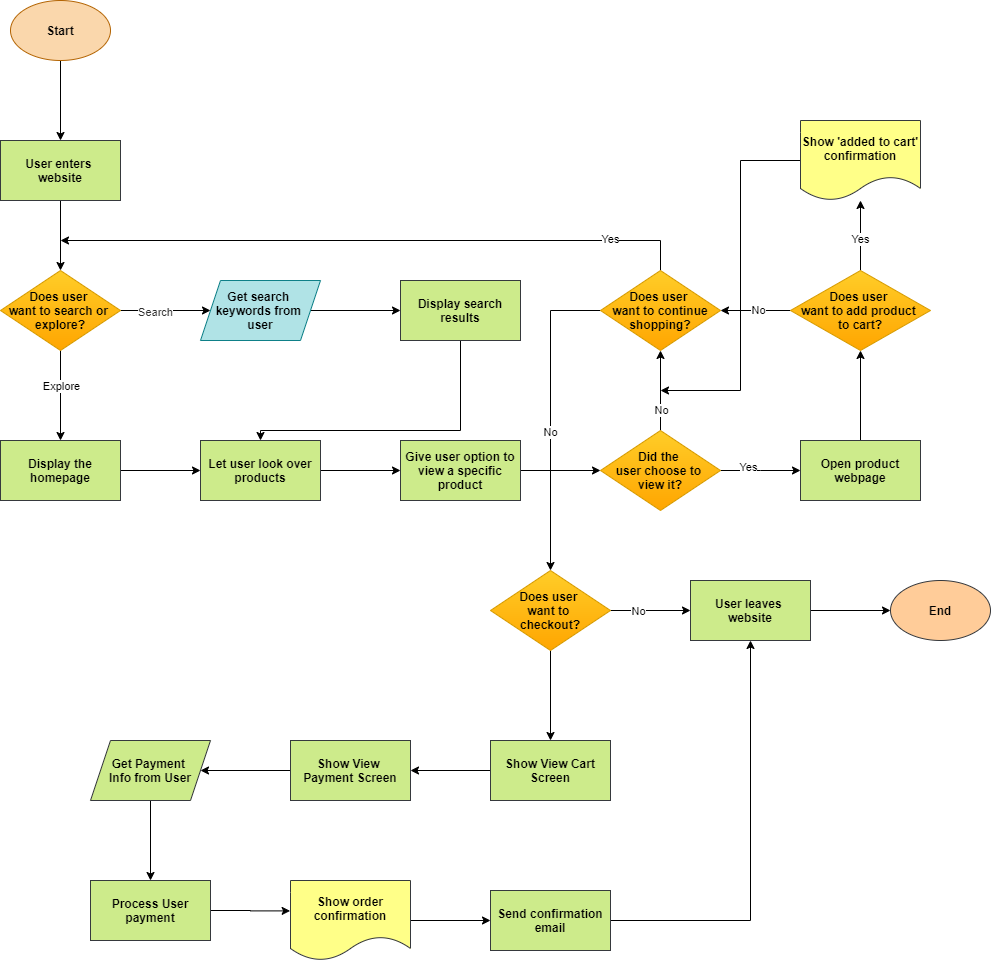 Start
User enters
website
Show 'added to cart'
confirmation
Yes
Yes
Does user
want to search or
explore?
Search
Get search
keywords from
user
Display search
results
Does user
want to continue
shopping?
No
Does user
want to add product
to cart?
Explore
No
No
Display the
homepage
Let user look over
products
Give user option to
view a specific
product
Did the
user choose to
view it?
Yes
Open product
webpage
Does user
want to
checkout?
No
User leaves
website
End
Get Payment
Info from User
Show View
Payment Screen
Show View Cart
Screen
Process User
payment
Show order
confirmation
Send confirmation
email